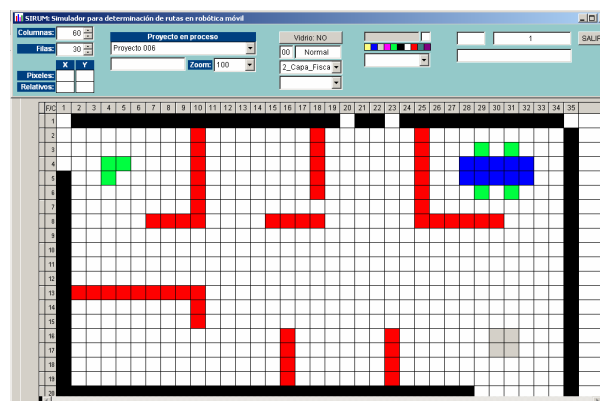 SIRUM: Simulador para determinación de rutas en robótica móvil
Columnas: 60
Filas: 30
X Y
Pixeles:
Relativos:
Proyecto en proceso
Proyecto 006
Zoom: 100
Vidrio: NO
00 Normal
2_Capa_Fisca
1
SALIR
F/C 1 2 3 4 5 6 7 8 9 10 11 12 13 14 15 16 17 18 19 20 21 22 23 24 25 26 27 28 29 30 31 32 33 34 35
1
2
3
4
5
6
7
8
9
10
11
12
13
14
15
16
17
18
19
20